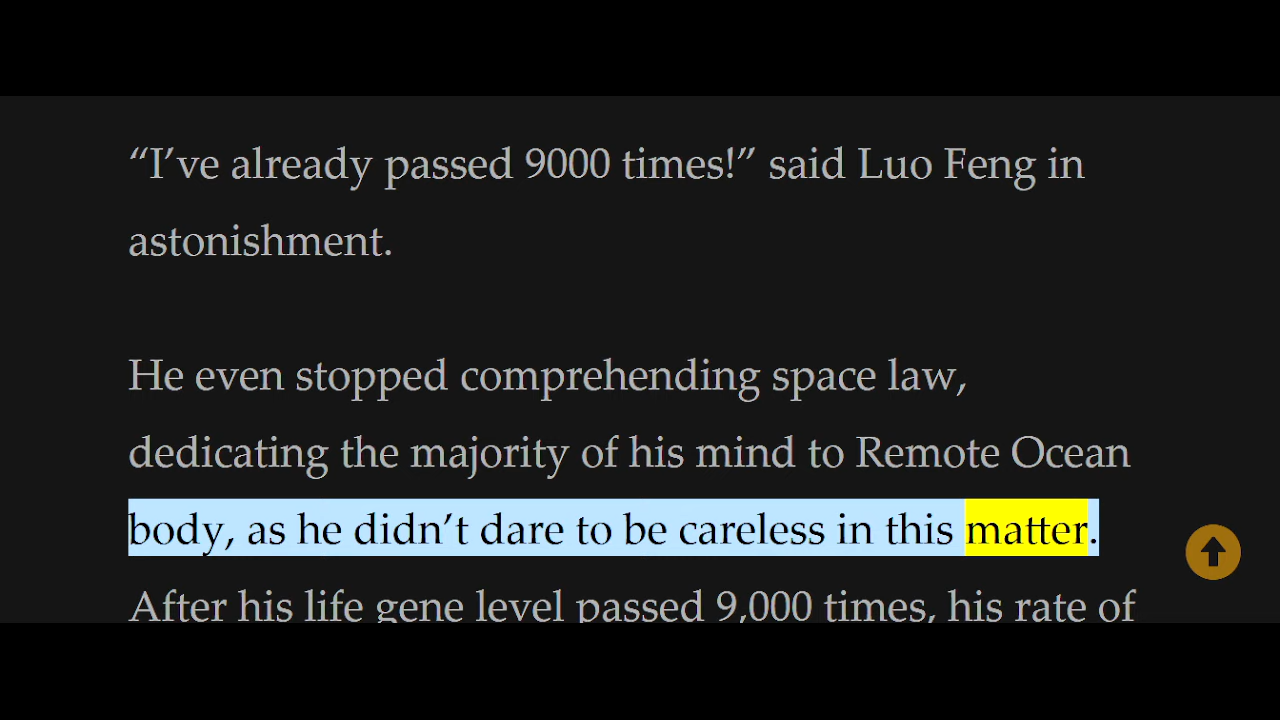 “I’ve already passed 9000 times!” said Luo Feng in
astonishment.
He even stopped comprehending space law,
dedicating the majority of his mind to Remote Ocean
body, as he didn’t dare to be careless in this matter.
After his life gene level passed 9,000 times, his rate of